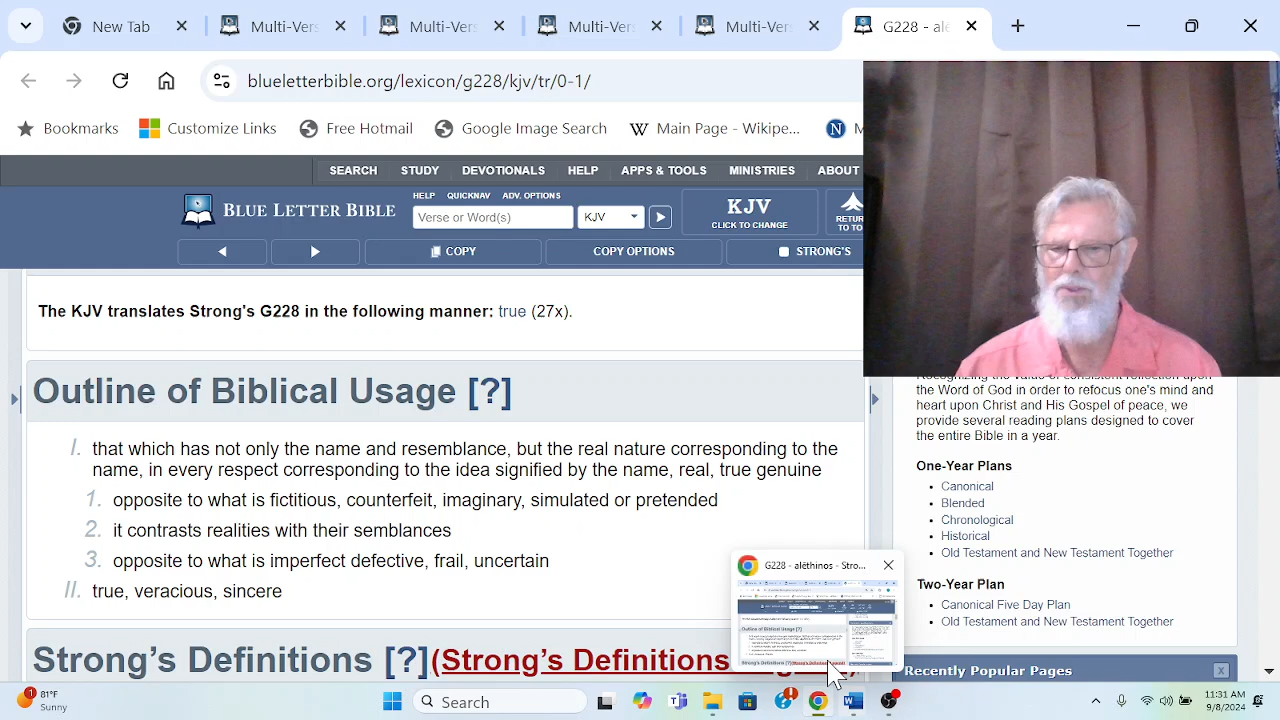 New Tab
Multi-Vers
Multi-Vers
Multi-Vers
Multi-Vers
G228 - alē
blueletterbible.org/lexicon/g228/kjv/tr/0-1/
Bookmarks
Customize Links
Free Hotmail
Google Image Search
Main Page - Wikipe...
SEARCH STUDY DEVOTIONALS HELP APPS & TOOLS MINISTRIES ABOUT
HELP QUICKNAV ADV. OPTIONS
BLUE LETTER BIBLE
Verse or Word(s)
KJV
KJV
CLICK TO CHANGE
RETUR
TO TO
COPY
COPY OPTIONS
STRONG'S
The KJV translates Strong's G228 in the following manner: true (27x).
Outline of Biblical Usage [?]
I. that which has not only the name and resemblance, but the real nature corresponding to the
name, in every respect corresponding to the idea signified by the name, real, true genuine
1. opposite to what is fictitious, counterfeit, imaginary, simulated or pretended
2. it contrasts realities with their semblances
3. opposite to what is imperfect defective, frail, uncertain
II. true, veracious, sincere
Strong's Definitions [?](Strong's Definitions
the Word of God in order to refocus one's mind and
heart upon Christ and His Gospel of peace, we
provide several reading plans designed to cover
the entire Bible in a year.
One-Year Plans
Canonical
Blended
Chronological
Historical
Old Testament and New Testament Together
Two-Year Plan
Canonical Five Day Plan
Old Testament and New Testament Together
Recently Popular Pages
x
G228 - alēthinos - Stro...
1
81°F
Sunny
Search
11:31 AM
9/8/2024